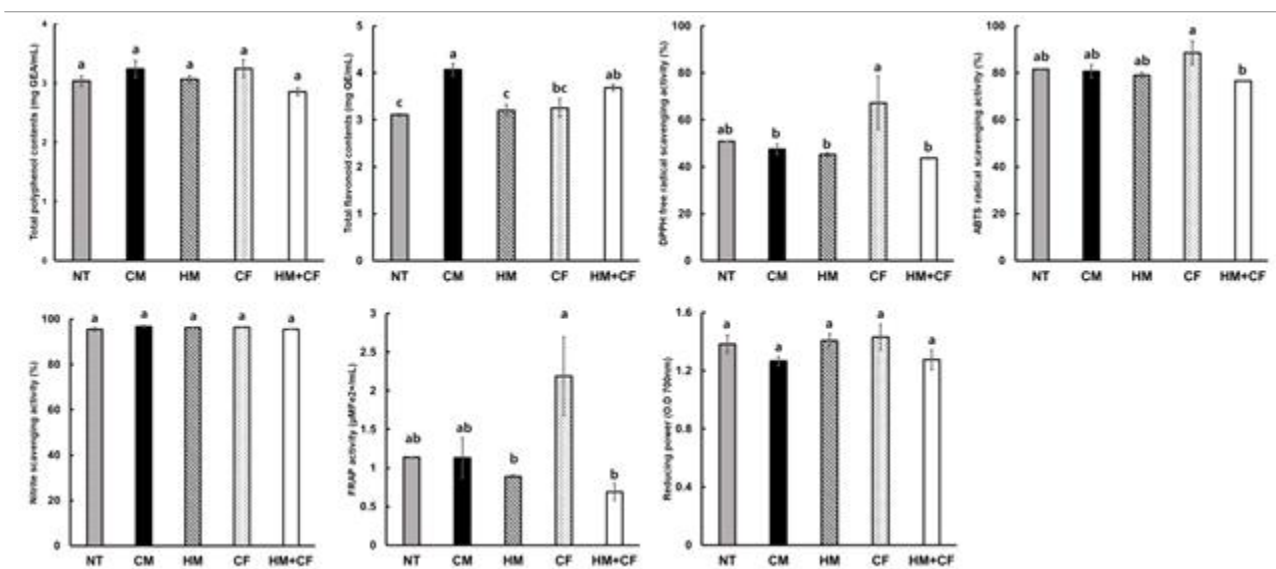 Total polyphenol contents (mg GEA/mL)
4
3
2
1
0
a a a a a
NT CM HM CF HM+CF
Total flavonoid contents (mg QE/mL)
5
4
3
2
1
0
c a c bc ab
NT CM HM CF HM+CF
DPPH free radical scavenging activity (%)
100
80
60
40
20
0
ab b b a b
NT CM HM CF HM+CF
ABTS radical scavenging activity (%)
100
80
60
40
20
0
ab ab ab a b
NT CM HM CF HM+CF
Nitrite scavenging activity (%)
100
80
60
40
20
0
a a a a a
NT CM HM CF HM+CF
FRAP activity (μMFe2+/mL)
3
2.5
2
1.5
1
0.5
0
ab ab b a b
NT CM HM CF HM+CF
Reducing power (O.D 700nm)
1.6
1.2
0.8
0.4
0
a a a a a
NT CM HM CF HM+CF